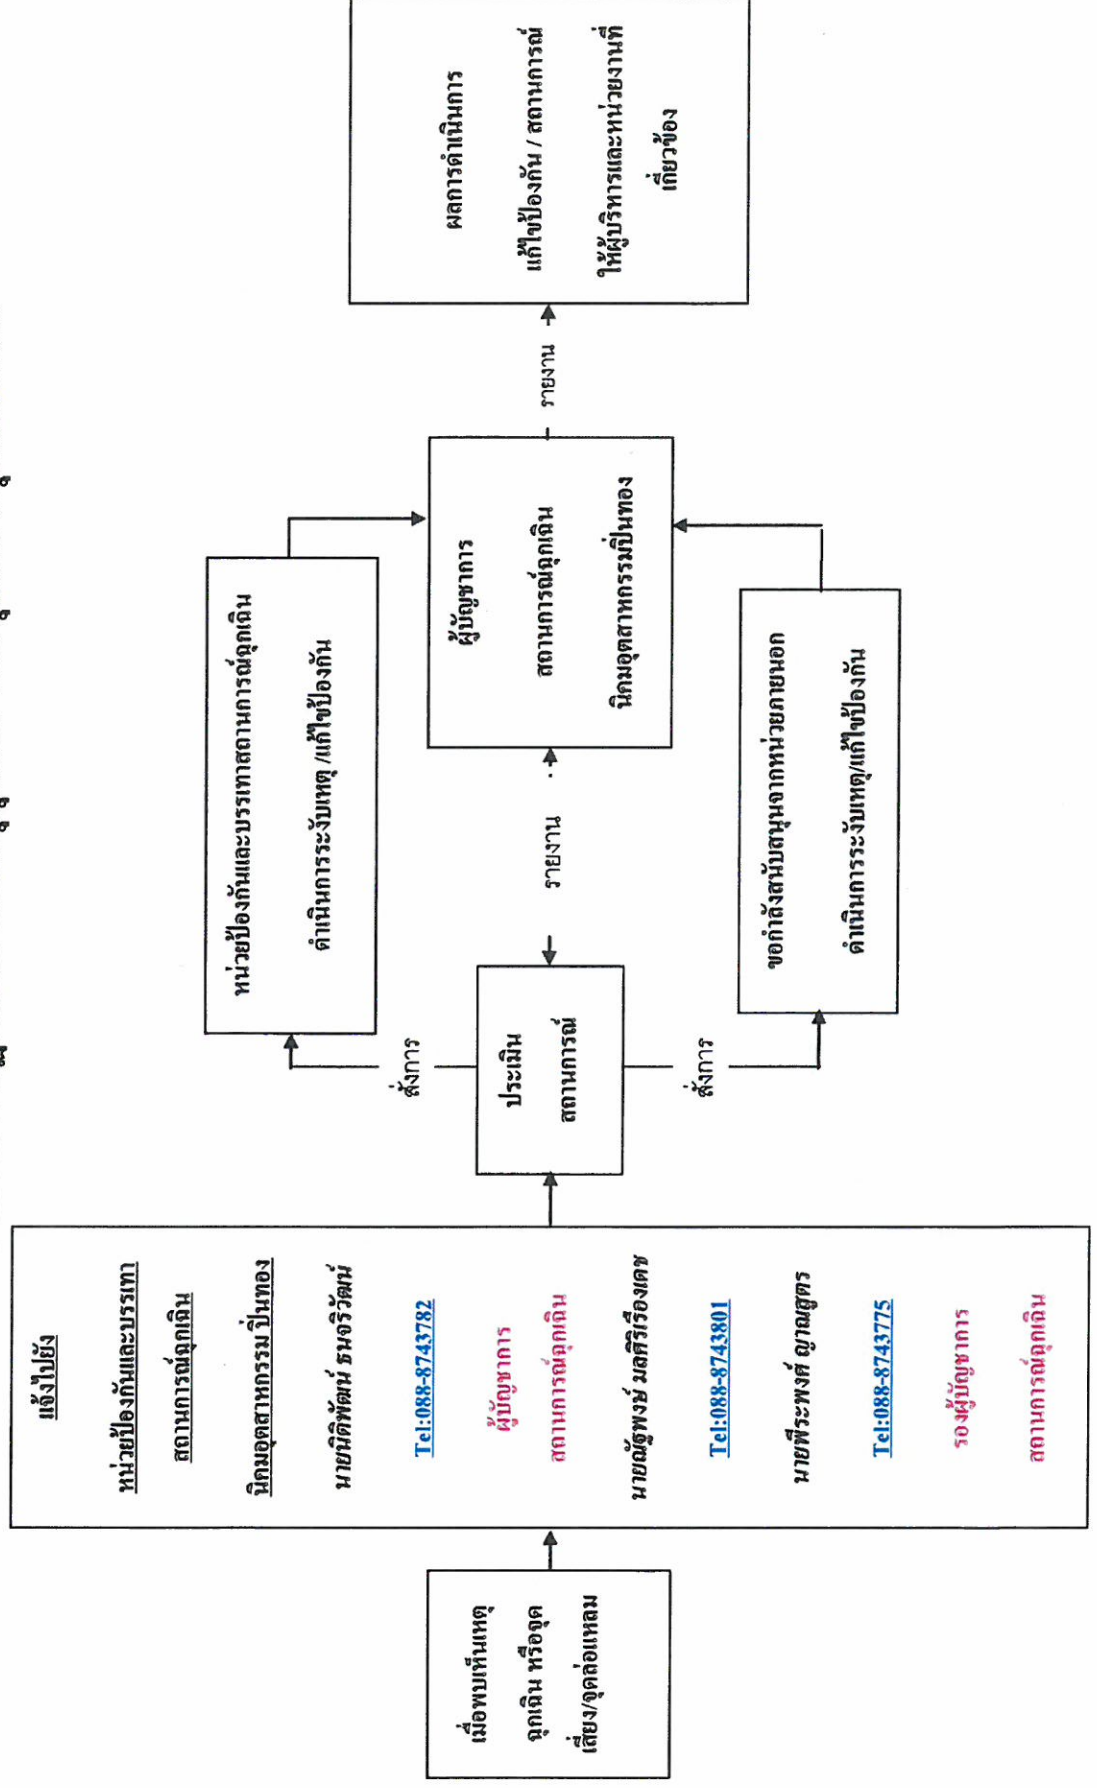 เมื่อพบเห็นเหตุ
ฉุกเฉิน หรือจุด
เสี่ยง/จุดล่อแหลม
แจ้งไปยัง
หน่วยป้องกันและบรรเทา
สถานการณ์ฉุกเฉิน
นิคมอุตสาหกรรม ปิ่นทอง
นายนิติพัฒน์ ธนจริวัฒน์
Tel:088-8743782
ผู้บัญชาการ
สถานการณ์ฉุกเฉิน
นายณัฐพงษ์ มลคิรีเรืองเดช
Tel:088-8743801
นายพีระพงศ์ ญาณสูตร
Tel:088-8743775
รองผู้บัญชาการ
สถานการณ์ฉุกเฉิน
ประเมิน
สถานการณ์
สั่งการ
สั่งการ
หน่วยป้องกันและบรรเทาสถานการณ์ฉุกเฉิน
ดำเนินการระงับเหตุ /แก้ไขป้องกัน
รายงาน
ขอกำลังสนับสนุนจากหน่วยภายนอก
ดำเนินการระงับเหตุ/แก้ไขป้องกัน
ผู้บัญชาการ
สถานการณ์ฉุกเฉิน
นิคมอุตสาหกรรมปิ่นทอง
รายงาน
ผลการดำเนินการ
แก้ไขป้องกัน / สถานการณ์
ให้ผู้บริหารและหน่วยงานที่
เกี่ยวข้อง